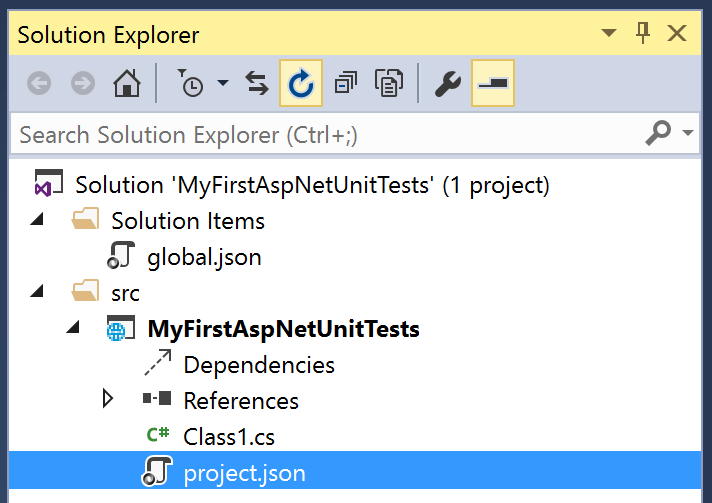 Solution Explorer
Search Solution Explorer (Ctrl+;)
Solution 'MyFirstAspNetUnitTests' (1 project)
Solution Items
global.json
src
MyFirstAspNetUnitTests
Dependencies
References
C# Class1.cs
project.json